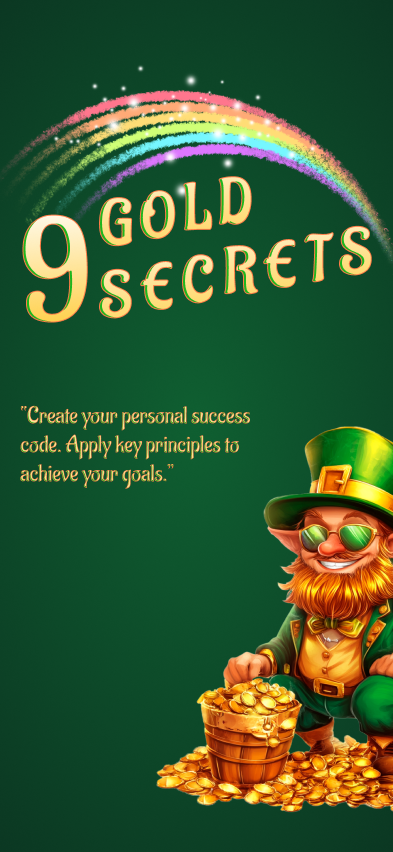 9 GOLD
SECRETS
"Create your personal success
code. Apply key principles to
achieve your goals."